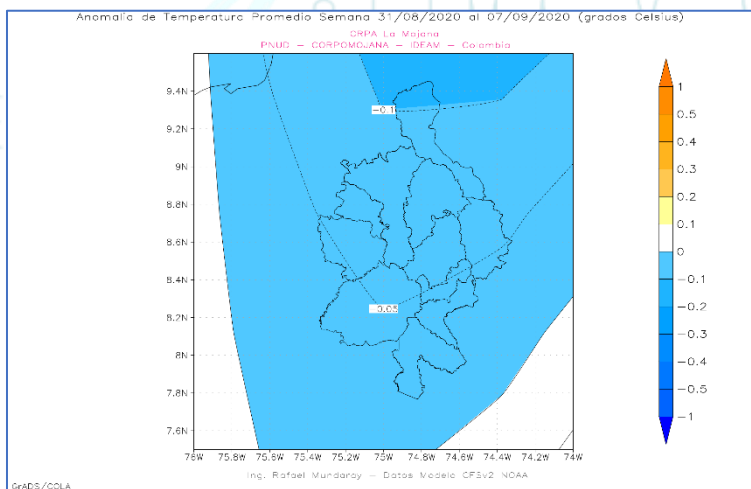 Anomalía de Temperatura Promedio Semana 31/08/2020 al 07/09/2020 (grados Celsius)
CRPA La Mojana
PNUD – CORPOMOJANA – IDEAM – Colombia
9.4N
9.2N
9N
8.8N
8.6N
8.4N
8.2N
8N
7.8N
7.6N
-0.1
-0.05
76W 75.8W 75.6W 75.4W 75.2W 75W 74.8W 74.6W 74.4W 74.2W 74W
1
0.5
0.4
0.3
0.2
0.1
0
-0.1
-0.2
-0.3
-0.4
-0.5
-1
Ing. Rafael Mundaray – Datos Modelo CFSv2 NOAA
GrADS/COLA